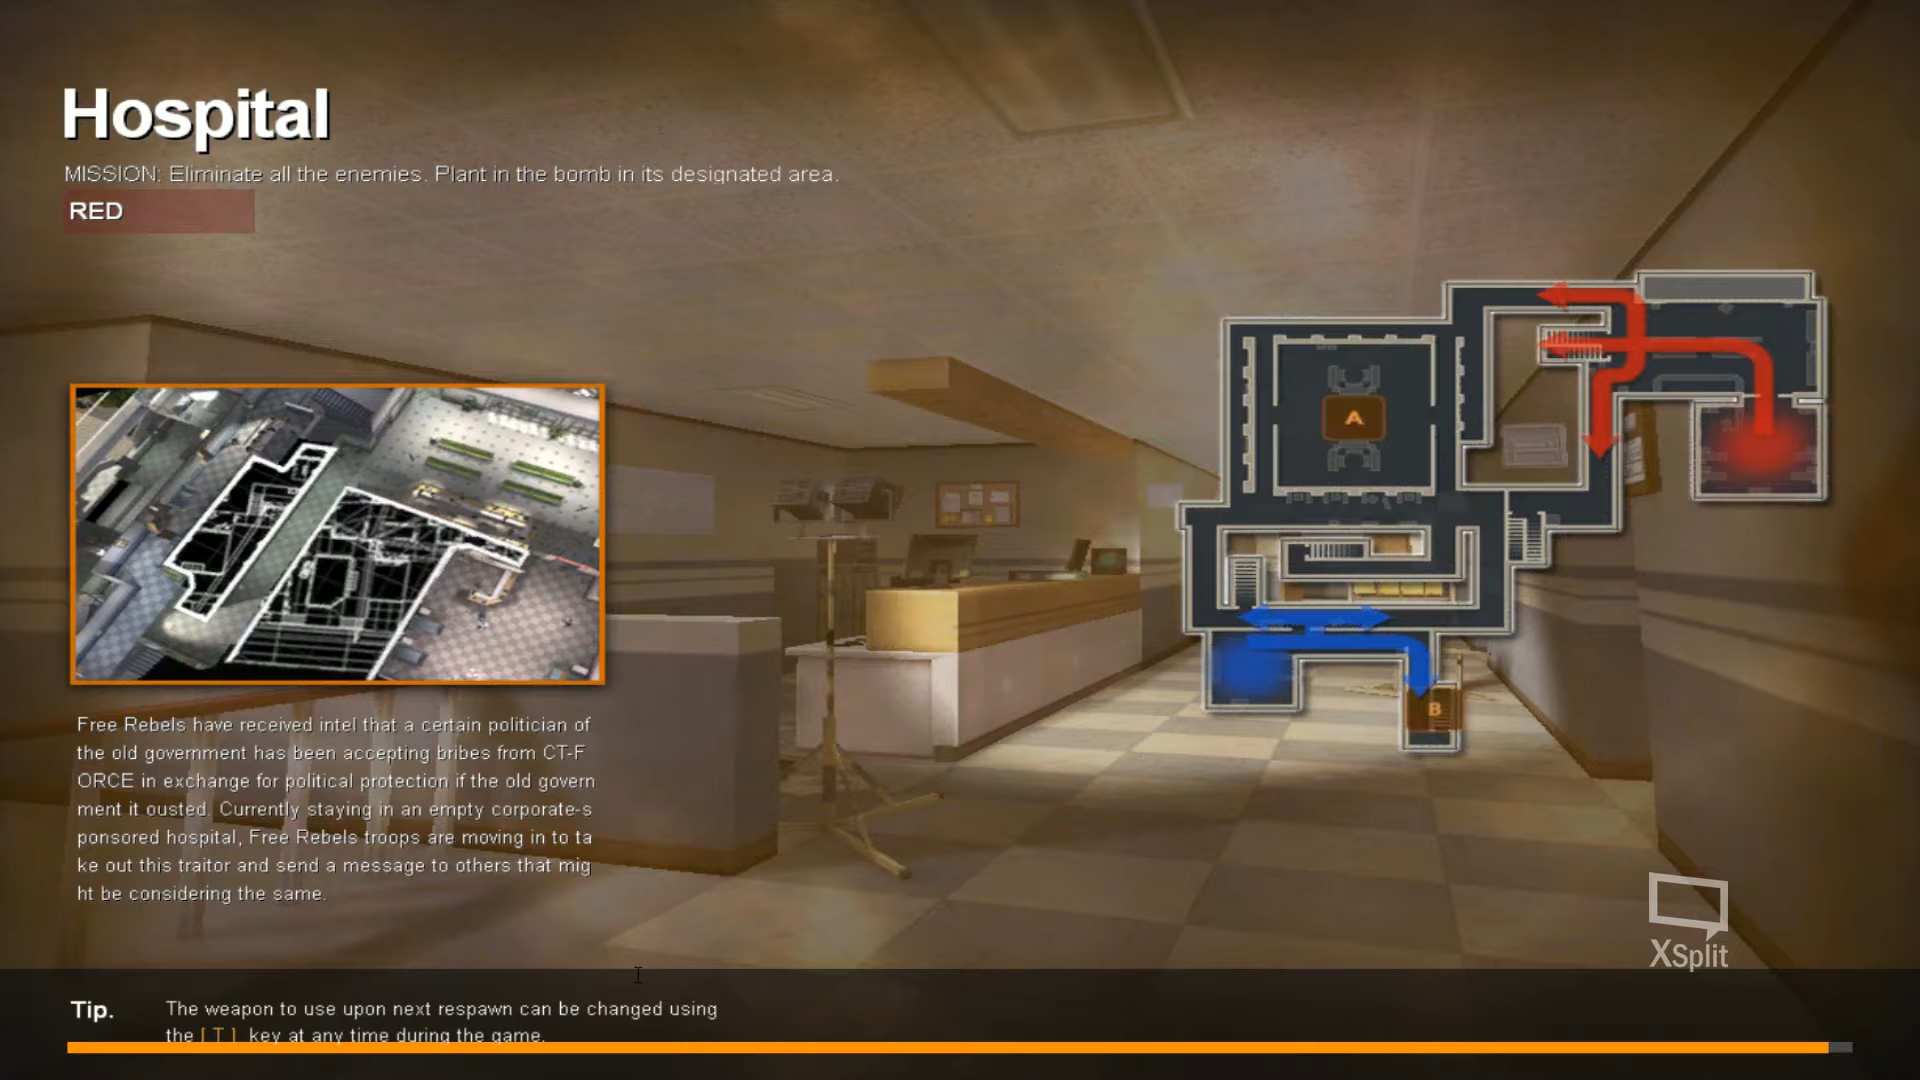 Hospital
MISSION: Eliminate all the enemies. Plant in the bomb in its designated area.
RED
A
B
Free Rebels have received intel that a certain politician of
the old government has been accepting bribes from CT-F
ORCE in exchange for political protection if the old govern
ment it ousted. Currently staying in an empty corporate-s
ponsored hospital, Free Rebels troops are moving in to ta
ke out this traitor and send a message to others that mig
ht be considering the same.
XSplit
Tip. The weapon to use upon next respawn can be changed using
the [ T ] key at any time during the game.